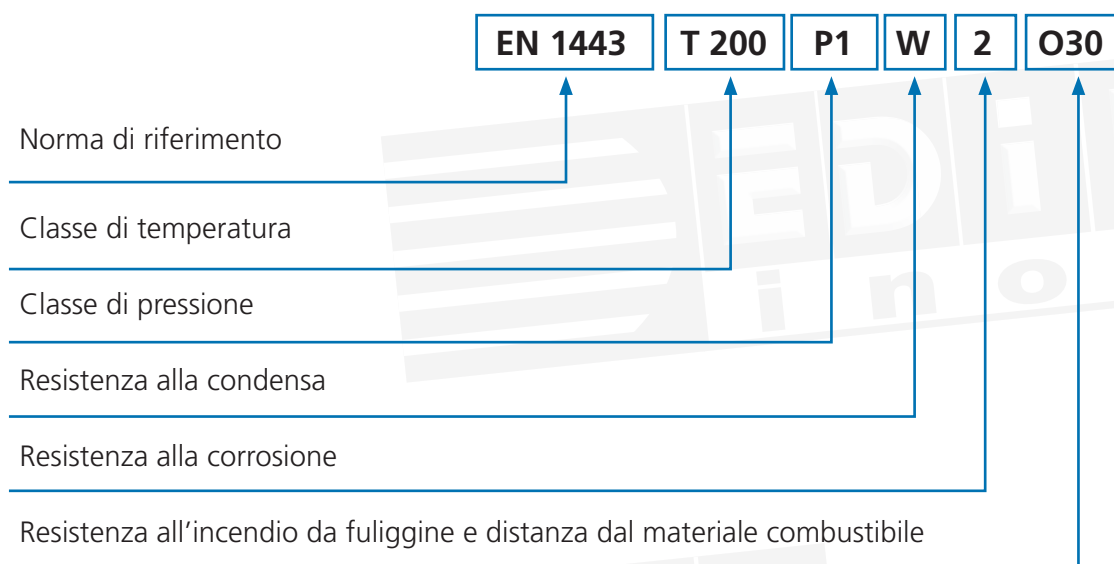 EN 1443 T 200 P1 W 2 O30
Norma di riferimento
Classe di temperatura
Classe di pressione
Resistenza alla condensa
Resistenza alla corrosione
Resistenza all’incendio da fuliggine e distanza dal materiale combustibile